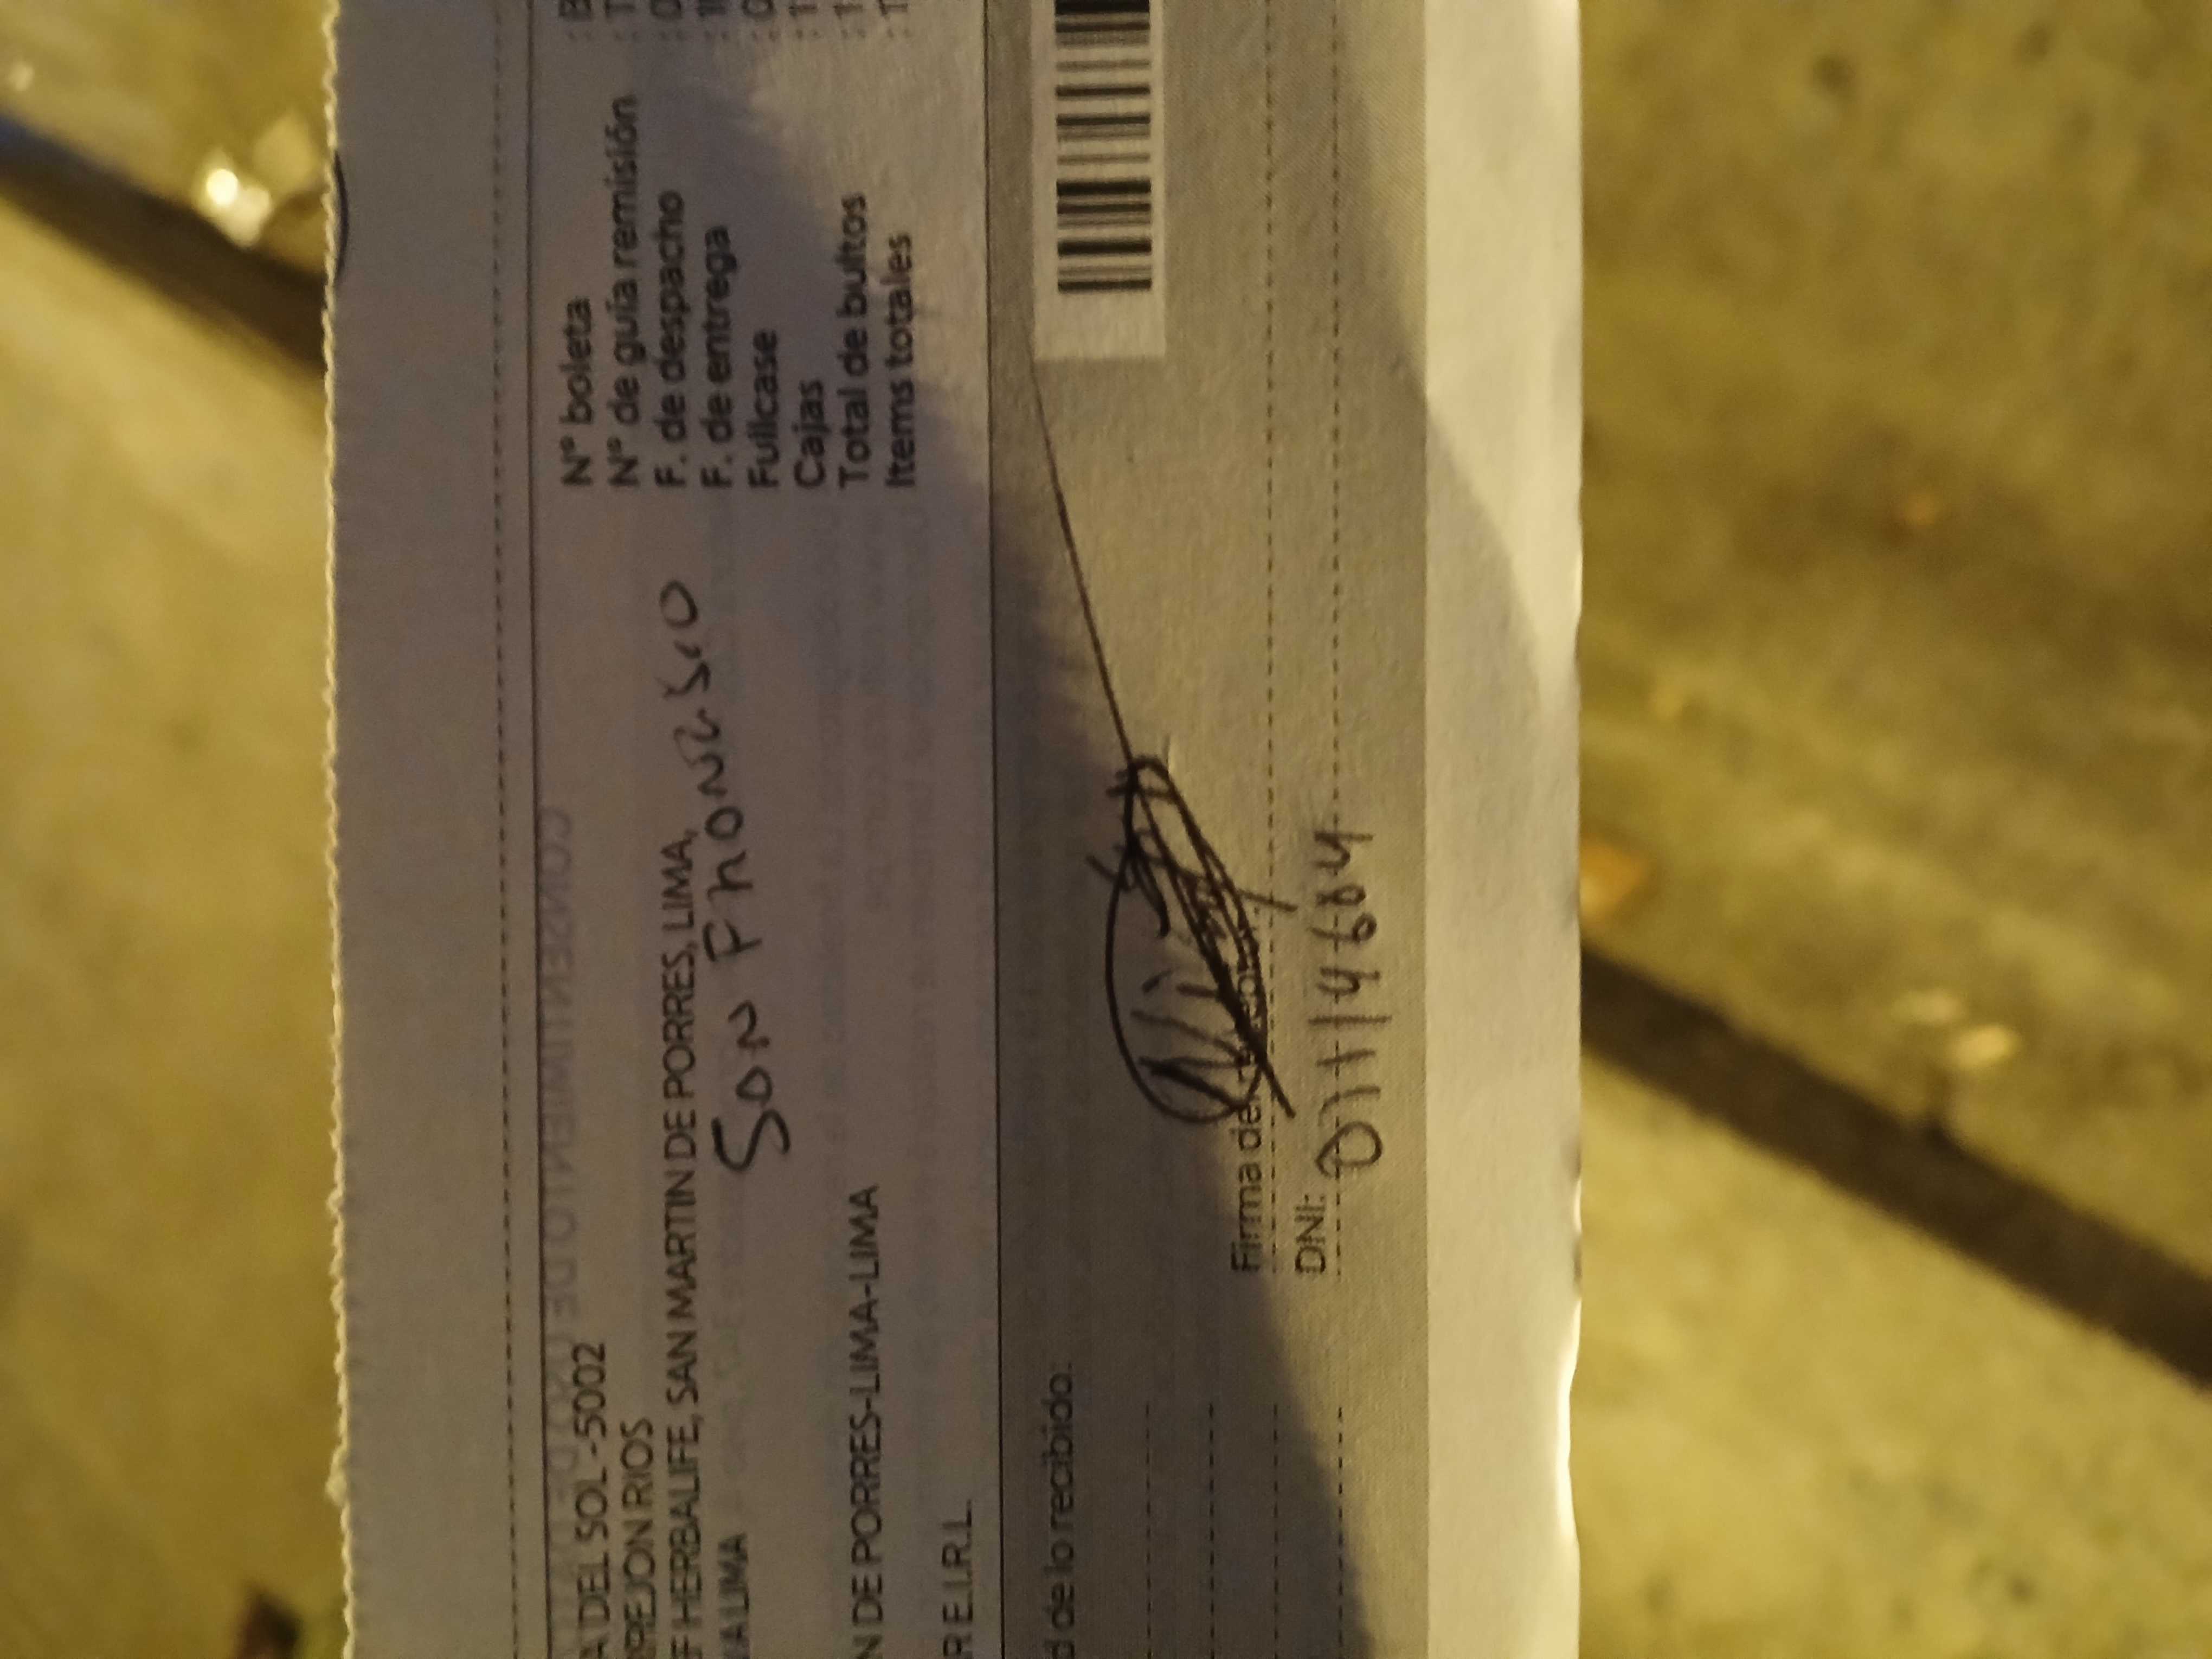 A DEL SOL -5002
REJON RIOS
F HERBALIFE, SAN MARTIN DE PORRES, LIMA,
LIMA
San Francisco
N DE PORRES-LIMA-LIMA
R E.I.R.L.
N° boleta
N° de guía remisión
F. de despacho
F. de entrega
Fullcase
Cajas
Total de bultos
Items totales
d de lo recibido:
Firma del
DNI: